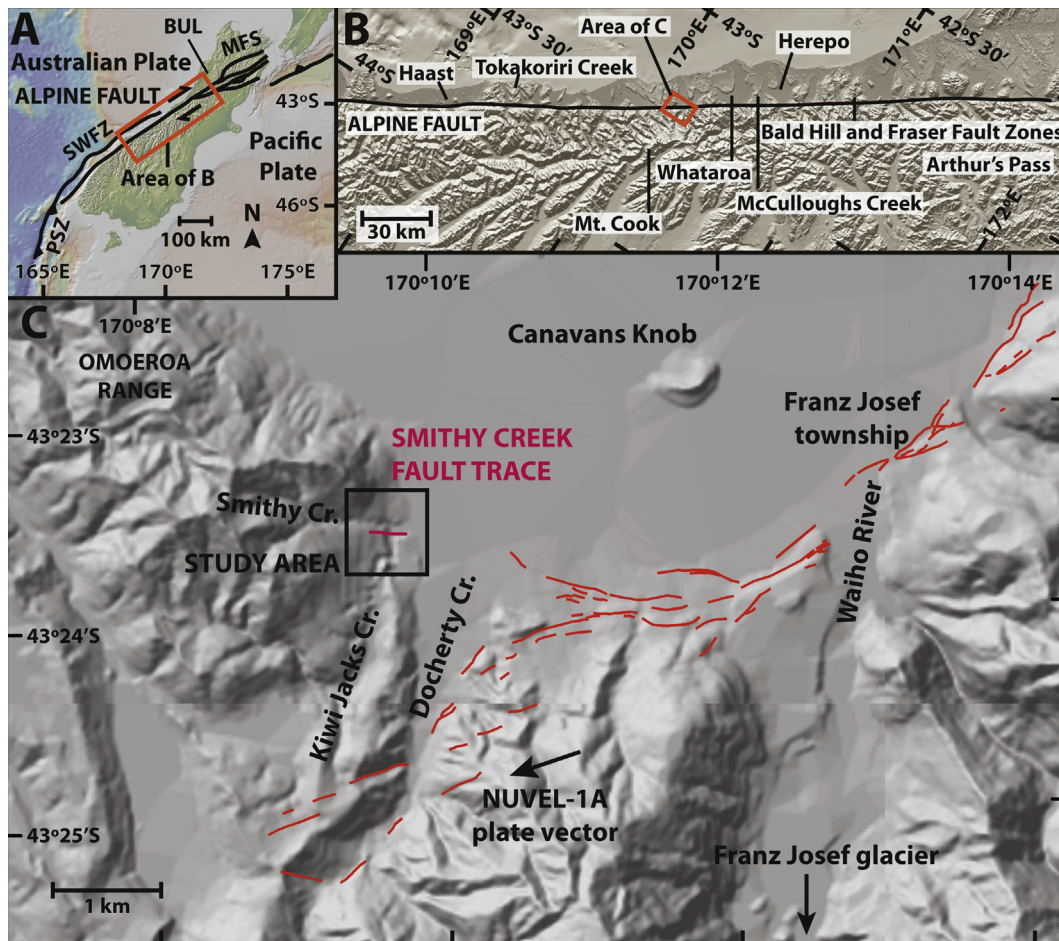 A
BUL
MFS
Australian Plate
ALPINE FAULT
43°S
SWFZ
Pacific
Plate
Area of B
46°S
N
100 km
PSZ
165°E
170°E
175°E
B
169°E
43°S 30′
Area of C
170°E
43°S
Herepo
171°E
42°S 30′
44°S
Haast
Tokakoriri Creek
ALPINE FAULT
Bald Hill and Fraser Fault Zones
Arthur's Pass
Whataroa
McCulloughs Creek
172°E
30 km
Mt. Cook
170°10′E
170°12′E
170°14′E
C
170°8′E
OMOEROA
RANGE
Canavans Knob
Franz Josef
township
43°23′S
SMITHY CREEK
FAULT TRACE
Smithy Cr.
STUDY AREA
Waiho River
43°24′S
Kiwi Jacks Cr.
Docherty Cr.
NUVEL-1A
plate vector
43°25′S
Franz Josef glacier
1 km